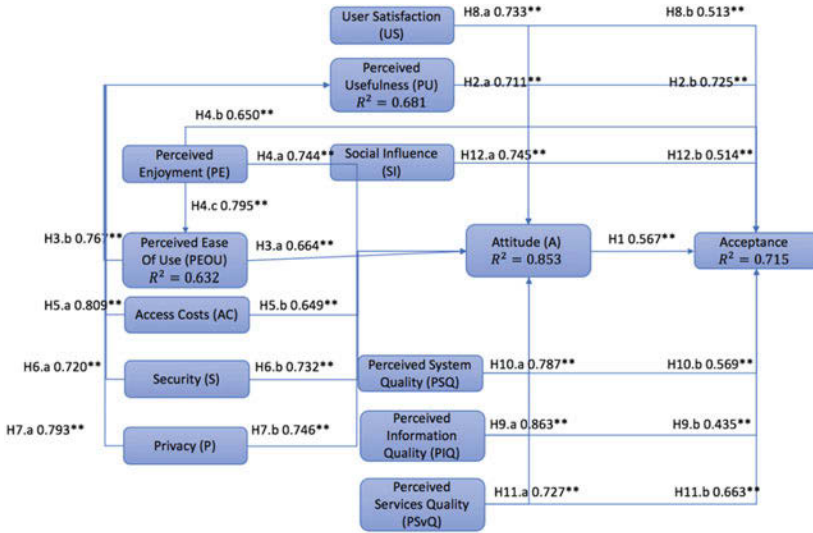 User Satisfaction
(US)
H8.a 0.733**
H8.b 0.513**
Perceived
Usefulness (PU)
R² = 0.681
H2.a 0.711**
H2.b 0.725**
H4.b 0.650**
Perceived
Enjoyment (PE)
H4.a 0.744**
Social Influence
(SI)
H12.a 0.745**
H12.b 0.514**
H4.c 0.795**
H3.b 0.767**
Perceived Ease
Of Use (PEOU)
R² = 0.632
H3.a 0.664**
Attitude (A)
R² = 0.853
H1 0.567**
Acceptance
R² = 0.715
H5.a 0.809**
Access Costs (AC)
H5.b 0.649**
H6.a 0.720**
Security (S)
H6.b 0.732**
Perceived System
Quality (PSQ)
H10.a 0.787**
H10.b 0.569**
H7.a 0.793**
Privacy (P)
H7.b 0.746**
Perceived
Information
Quality (PIQ)
H9.a 0.863**
H9.b 0.435**
Perceived
Services Quality
(PSvQ)
H11.a 0.727**
H11.b 0.663**